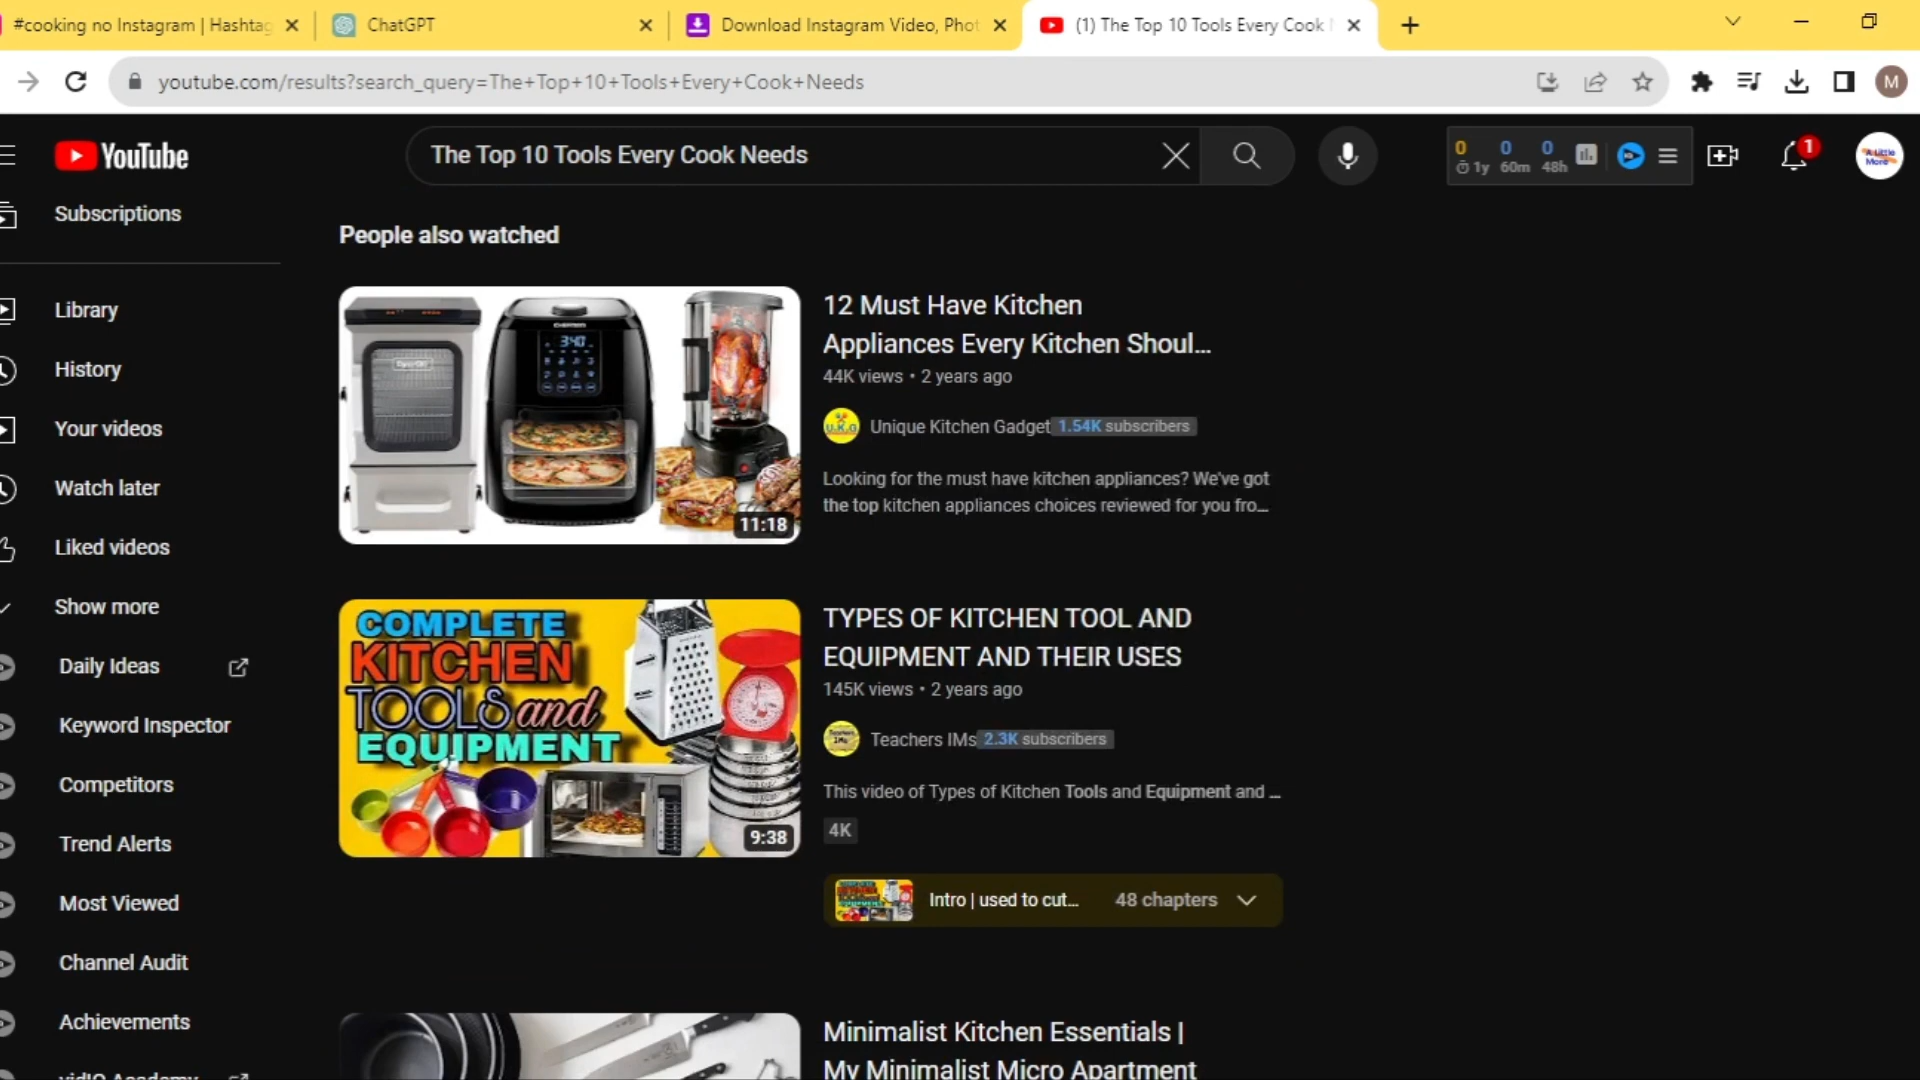 #cooking no Instagram | Hashtag
ChatGPT
Download Instagram Video, Phot
(1) The Top 10 Tools Every Cook
youtube.com/results?search_query=The+Top+10+Tools+Every+Cook+Needs
M
YouTube
The Top 10 Tools Every Cook Needs
0 0 0
1y 60m 48h
1
A Little
More
Subscriptions
Library
History
Your videos
Watch later
Liked videos
Show more
Daily Ideas
Keyword Inspector
Competitors
Trend Alerts
Most Viewed
Channel Audit
Achievements
vidIQ Academy
People also watched
340
11:18
12 Must Have Kitchen
Appliances Every Kitchen Shoul...
44K views • 2 years ago
U.K.G
Unique Kitchen Gadget 1.54K subscribers
Looking for the must have kitchen appliances? We've got
the top kitchen appliances choices reviewed for you fro...
COMPLETE
KITCHEN
TOOLS and
EQUIPMENT
9:38
TYPES OF KITCHEN TOOL AND
EQUIPMENT AND THEIR USES
145K views • 2 years ago
Teachers IMs 2.3K subscribers
This video of Types of Kitchen Tools and Equipment and ...
4K
Intro | used to cut... 48 chapters
Minimalist Kitchen Essentials |
My Minimalist Micro Apartment